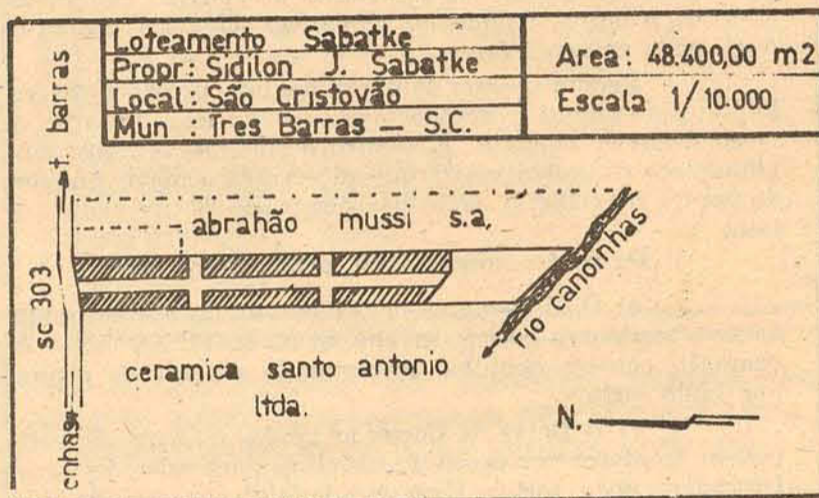 Loteamento Sabatke
Propr: Sidilon J. Sabatke
Local: São Cristovão
Mun : Tres Barras — S.C.
Area: 48.400,00 m2
Escala 1/10.000
t. barras
abrahão mussi s.a.
sc 303
rio canoinhas
ceramica santo antonio
ltda.
N.